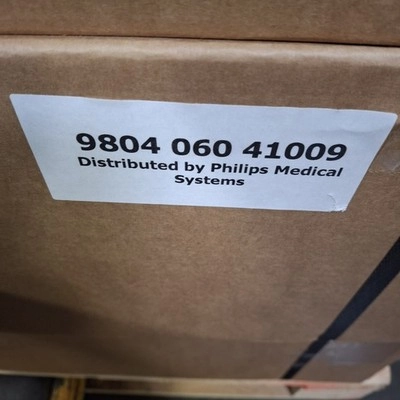 9804 060 41009
Distributed by Philips Medical
Systems